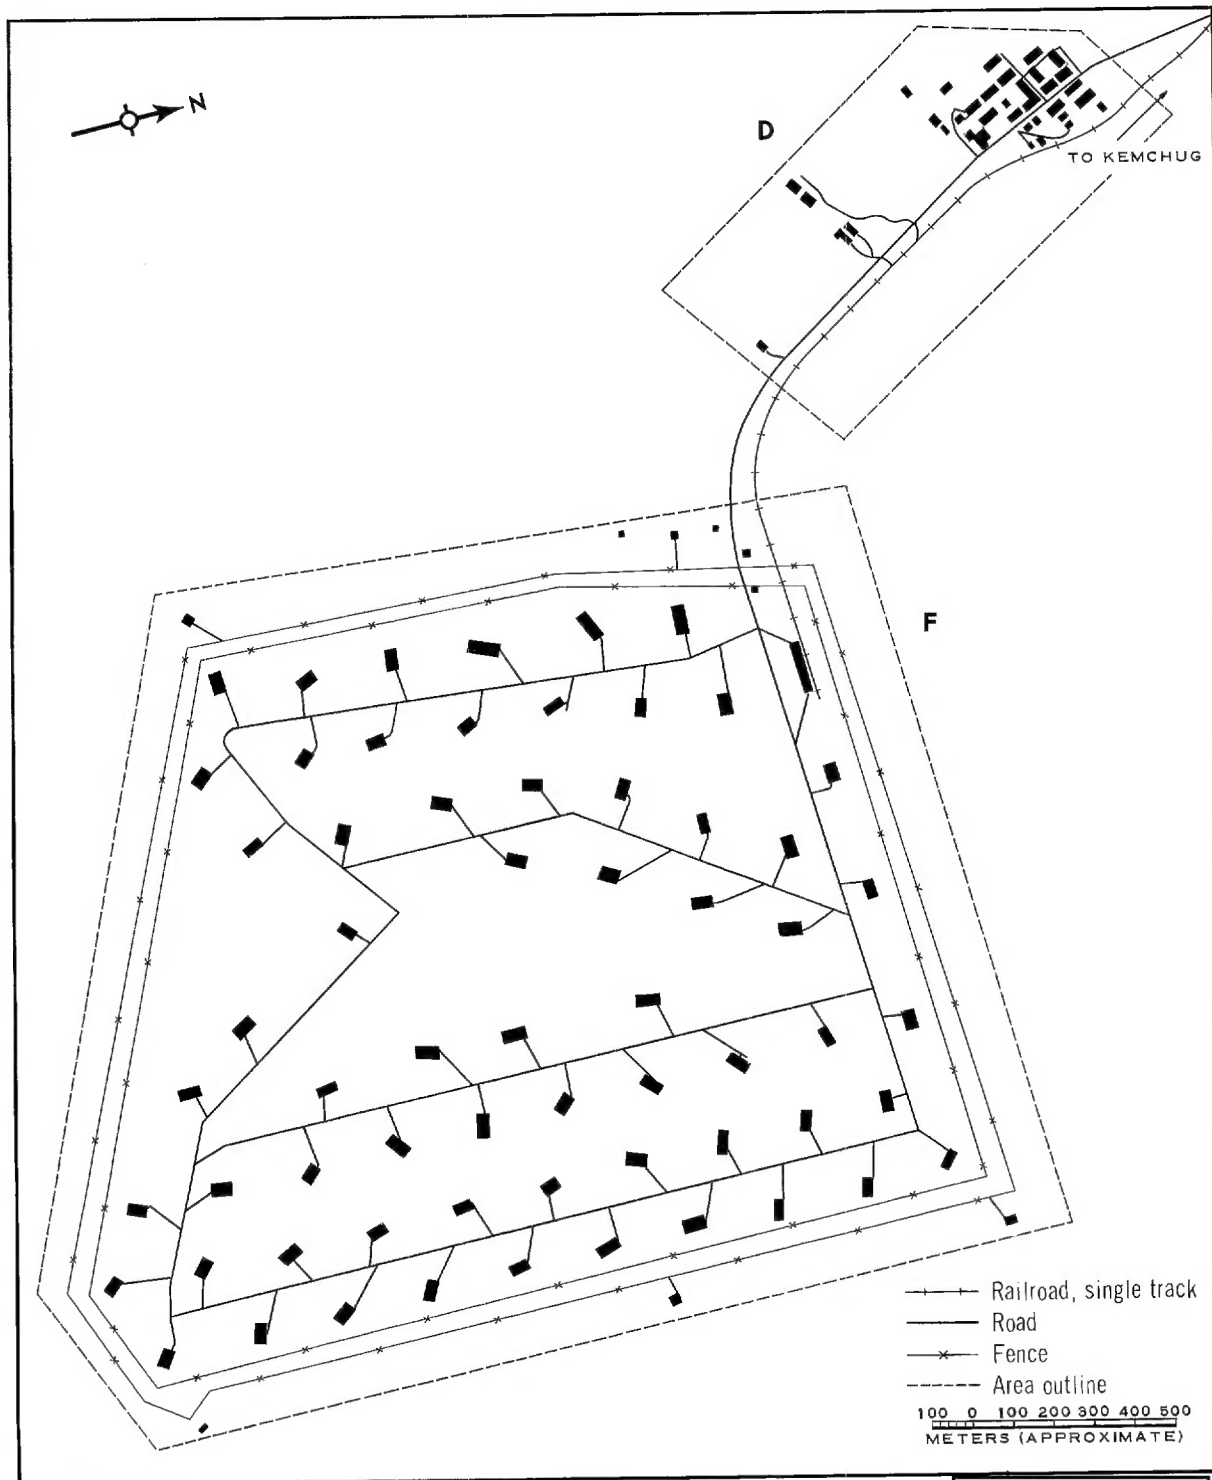 N
D
TO KEMCHUG
F
Railroad, single track
Road
Fence
Area outline
100 0 100 200 300 400 500
METERS (APPROXIMATE)